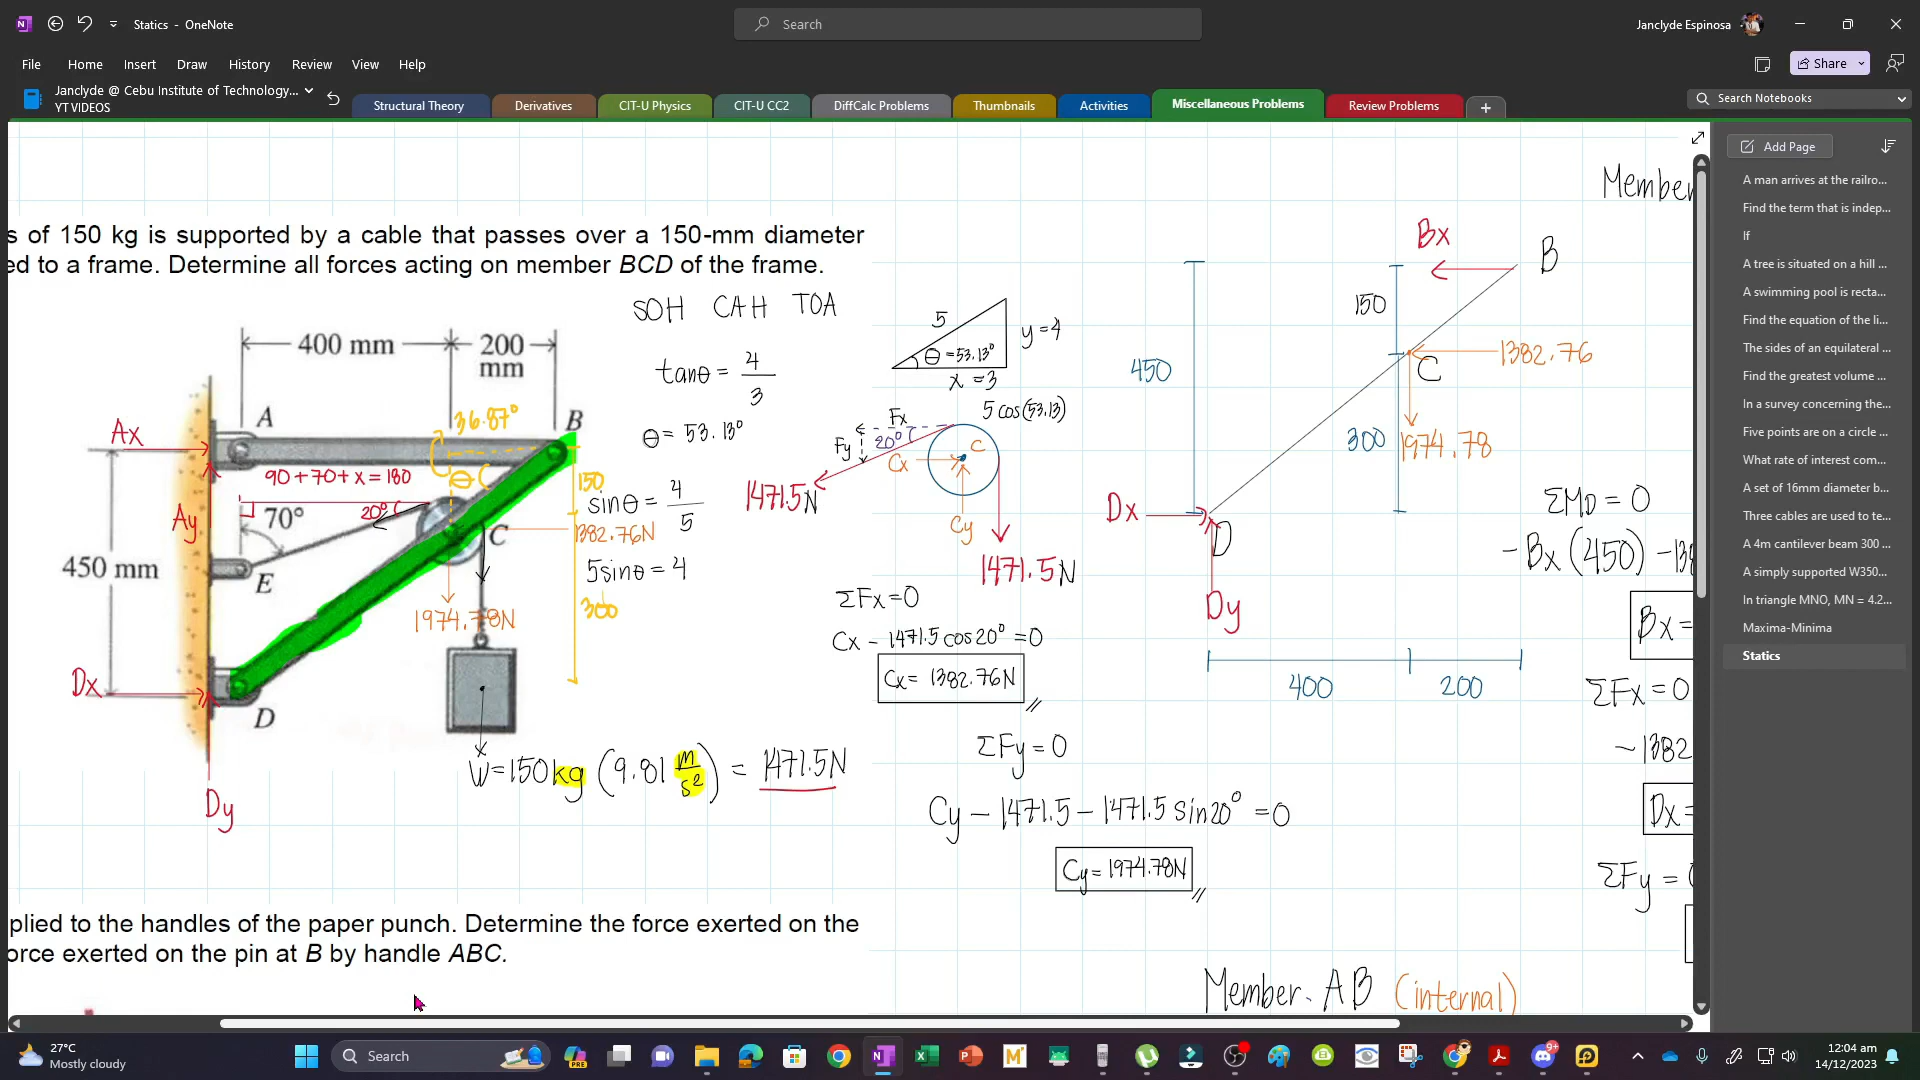 Statics - OneNote
Search
Janclyde Espinosa
File Home Insert Draw History Review View Help
Share
Janclyde @ Cebu Institute of Technology...
YT VIDEOS
Structural Theory
Derivatives
CIT-U Physics
CIT-U CC2
DiffCalc Problems
Thumbnails
Activities
Miscellaneous Problems
Review Problems
Search Notebooks
Add Page
A man arrives at the railro...
Find the term that is indep...
If
A tree is situated on a hill ...
A swimming pool is recta...
Find the equation of the li...
The sides of an equilateral ...
Find the greatest volume ...
In a survey concerning the...
Five points are on a circle ...
What rate of interest com...
A set of 16mm diameter b...
Three cables are used to te...
A 4m cantilever beam 300 ...
A simply supported W350...
In triangle MNO, MN = 4.2...
Maxima-Minima
Statics
s of 150 kg is supported by a cable that passes over a 150-mm diameter
ed to a frame. Determine all forces acting on member BCD of the frame.
400 mm
200
mm
A
B
C
E
D
70°
450 mm
Ax
Ay
Dx
Dy
90+70+x=180
20°
36.87°
θ
150
300
1382.76N
1974.78N
W=150kg (9.81 m/s²) = 1471.5N
SOH CAH TOA
tanθ = 4/3
θ = 53.13°
sinθ = 4/5
5sinθ = 4
5
y=4
θ=53.13°
x=3
5cos(53.13)
Fx
Fy
20°
Cx
C
Cy
1471.5N
1471.5N
ΣFx=0
Cx - 1471.5cos20° =0
Cx= 1382.76N
ΣFy=0
Cy - 1471.5 - 1471.5sin20° =0
Cy=1974.78N
Member
Bx
B
150
1382.76
C
450
300
1974.78
Dx
D
Dy
400
200
ΣMD = 0
-Bx(450) -13
Bx=
ΣFx=0
-1382
Dx=
ΣFy =
Member AB (internal)
plied to the handles of the paper punch. Determine the force exerted on the
orce exerted on the pin at B by handle ABC.
27°C
Mostly cloudy
Search
PRE
9+
12:04 am
14/12/2023